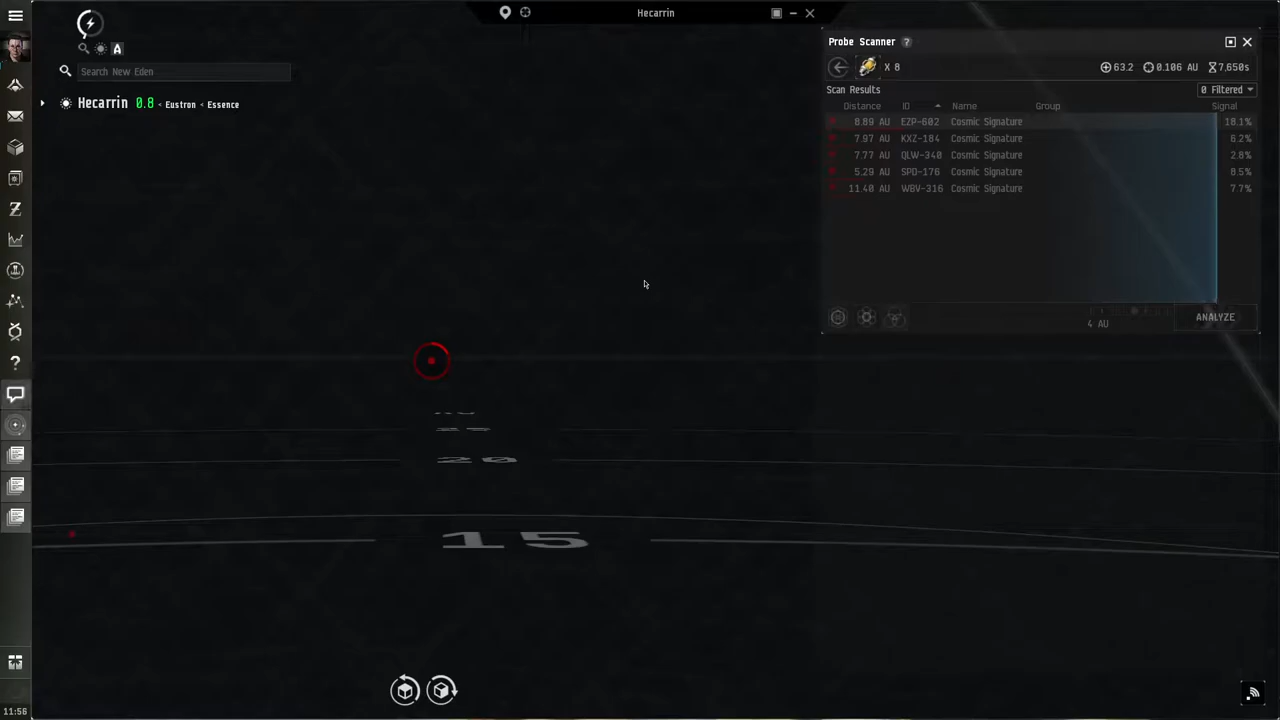 Hecarrin
A
Search New Eden
Hecarrin 0.8 < Eustron < Essence
Probe Scanner ?
X 8 63.2 0.106 AU 7,650s
Scan Results 0 Filtered
Distance ID Name Group Signal
8.89 AU EZP-602 Cosmic Signature 18.1%
7.97 AU KXZ-184 Cosmic Signature 6.2%
7.77 AU QLW-340 Cosmic Signature 2.8%
5.29 AU SPD-176 Cosmic Signature 8.5%
11.40 AU WBV-316 Cosmic Signature 7.7%
4 AU ANALYZE
20
15
11:56